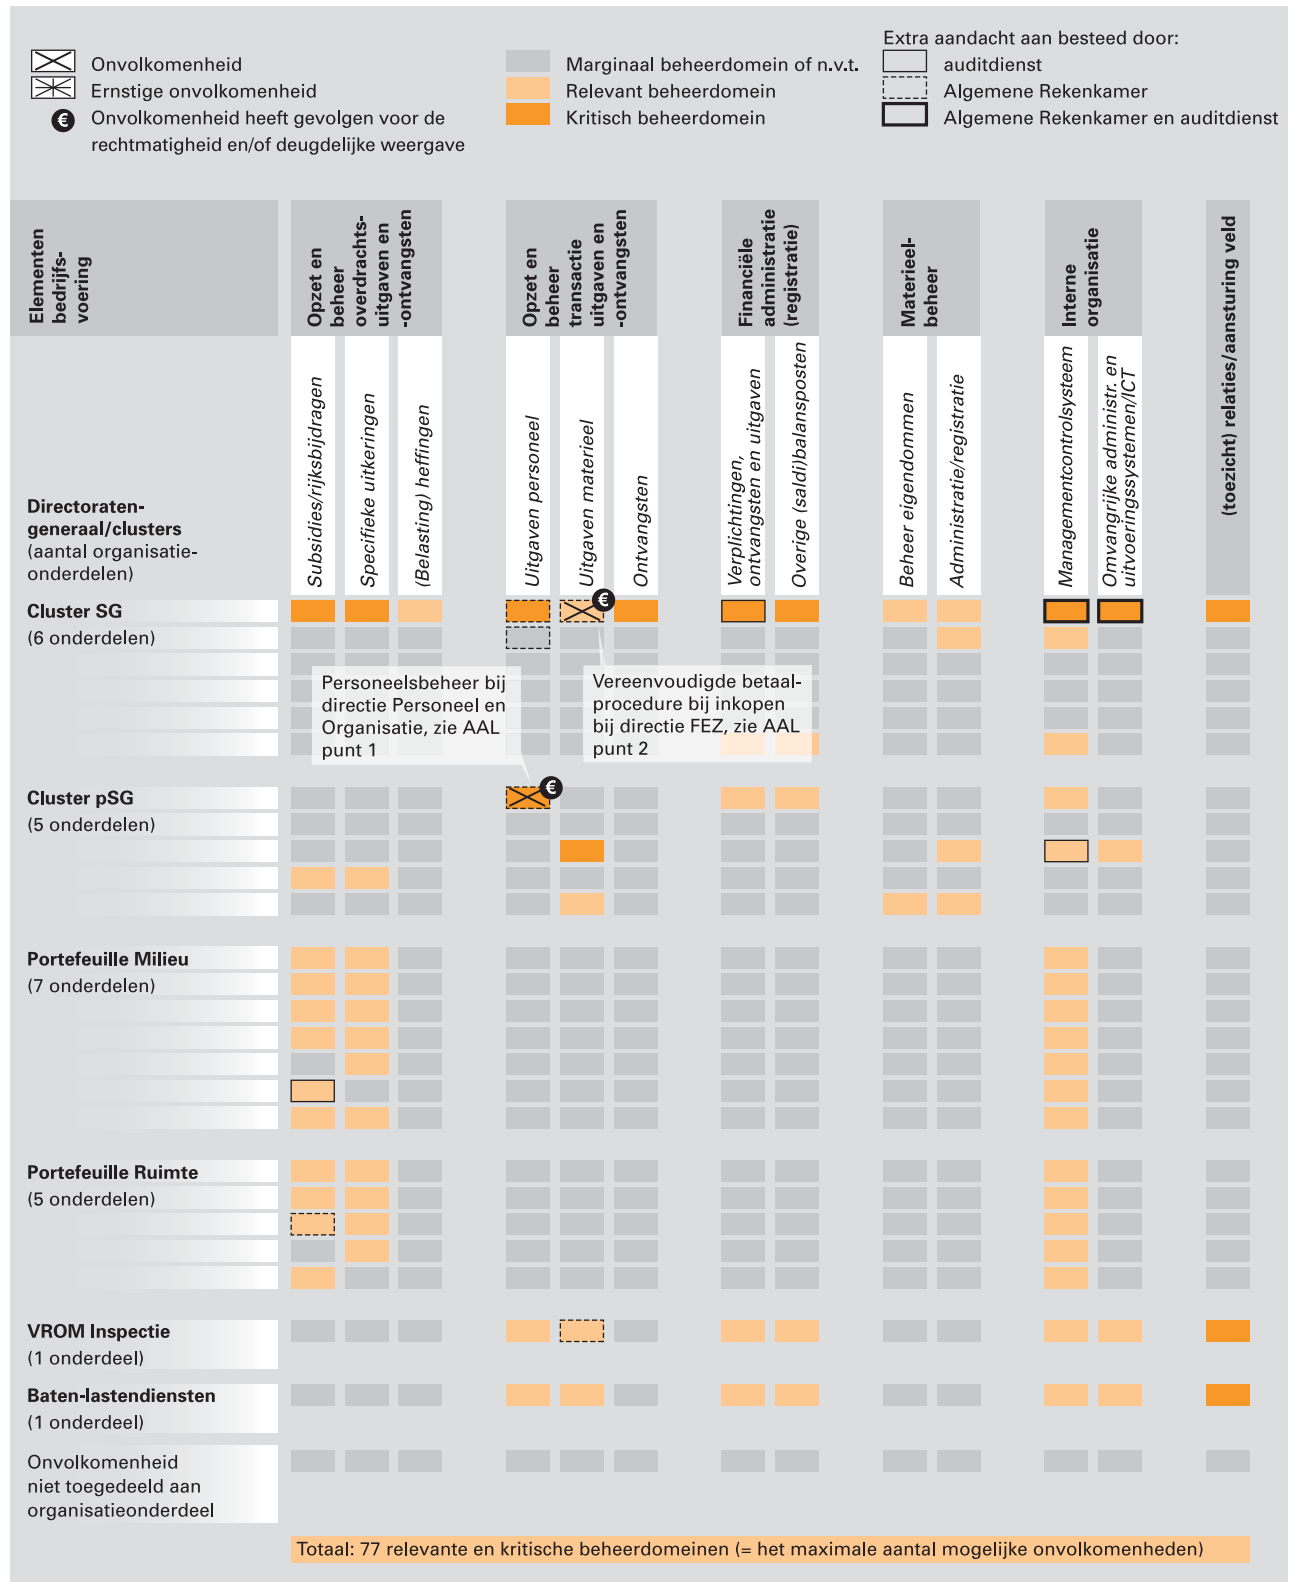 Onvolkomenheid
Ernstige onvolkomenheid
€ Onvolkomenheid heeft gevolgen voor de
rechtmatigheid en/of deugdelijke weergave
Marginaal beheerdomein of n.v.t.
Relevant beheerdomein
Kritisch beheerdomein
Extra aandacht aan besteed door:
auditdienst
Algemene Rekenkamer
Algemene Rekenkamer en auditdienst
Elementen
bedrijfs-
voering
Opzet en
beheer
overdrachts-
uitgaven en
-ontvangsten
Opzet en
beheer
transactie
uitgaven en
-ontvangsten
Financiële
administratie
(registratie)
Materieel-
beheer
Interne
organisatie
(toezicht) relaties/aansturing veld
Subsidies/rijksbijdragen
Specifieke uitkeringen
(Belasting) heffingen
Uitgaven personeel
Uitgaven materieel
Ontvangsten
Verplichtingen,
ontvangsten en uitgaven
Overige (saldi)balansposten
Beheer eigendommen
Administratie/registratie
Managementcontrolsysteem
Omvangrijke administr. en
uitvoeringssystemen/ICT
Directoraten-
generaal/clusters
(aantal organisatie-
onderdelen)
Cluster SG
€
(6 onderdelen)
Personeelsbeheer bij
directie Personeel en
Organisatie, zie AAL
punt 1
Vereenvoudigde betaal-
procedure bij inkopen
bij directie FEZ, zie AAL
punt 2
Cluster pSG
€
(5 onderdelen)
Portefeuille Milieu
(7 onderdelen)
Portefeuille Ruimte
(5 onderdelen)
VROM Inspectie
(1 onderdeel)
Baten-lastendiensten
(1 onderdeel)
Onvolkomenheid
niet toegedeeld aan
organisatieonderdeel
Totaal: 77 relevante en kritische beheerdomeinen (= het maximale aantal mogelijke onvolkomenheden)